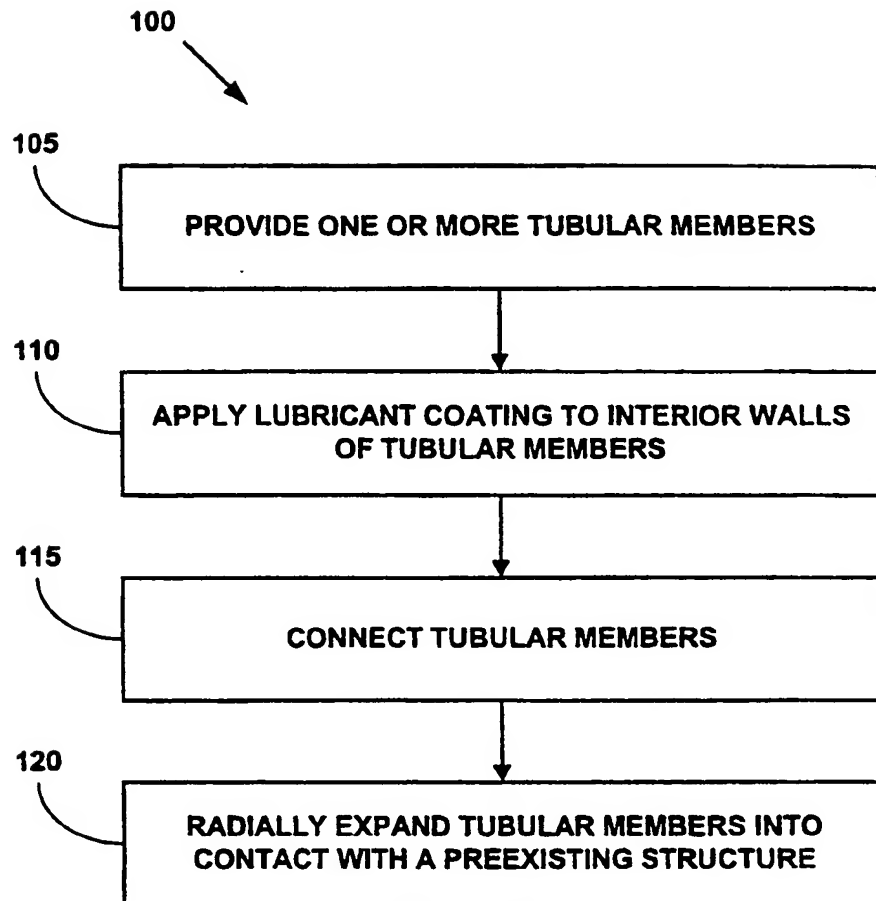 100
105
PROVIDE ONE OR MORE TUBULAR MEMBERS
110
APPLY LUBRICANT COATING TO INTERIOR WALLS
OF TUBULAR MEMBERS
115
CONNECT TUBULAR MEMBERS
120
RADIALLY EXPAND TUBULAR MEMBERS INTO
CONTACT WITH A PREEXISTING STRUCTURE